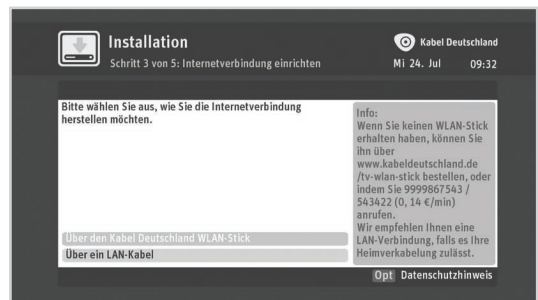 Installation
Kabel Deutschland
Schritt 3 von 5: Internetverbindung einrichten
Mi 24. Jul 09:32
Bitte wählen Sie aus, wie Sie die Internetverbindung
herstellen möchten.
Info:
Wenn Sie keinen WLAN-Stick
erhalten haben, können Sie
ihn über
www.kabeldeutschland.de
/tv-wlan-stick bestellen, oder
indem Sie 9999867543 /
543422 (0, 14 €/min)
anrufen.
Wir empfehlen Ihnen eine
LAN-Verbindung, falls es Ihre
Heimverkabelung zulässt.
Über den Kabel Deutschland WLAN-Stick
Über ein LAN-Kabel
Opt Datenschutzhinweis